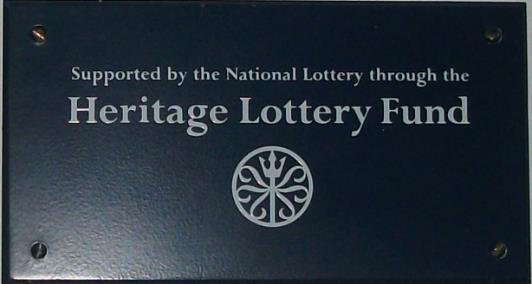 Supported by the National Lottery through the
Heritage Lottery Fund